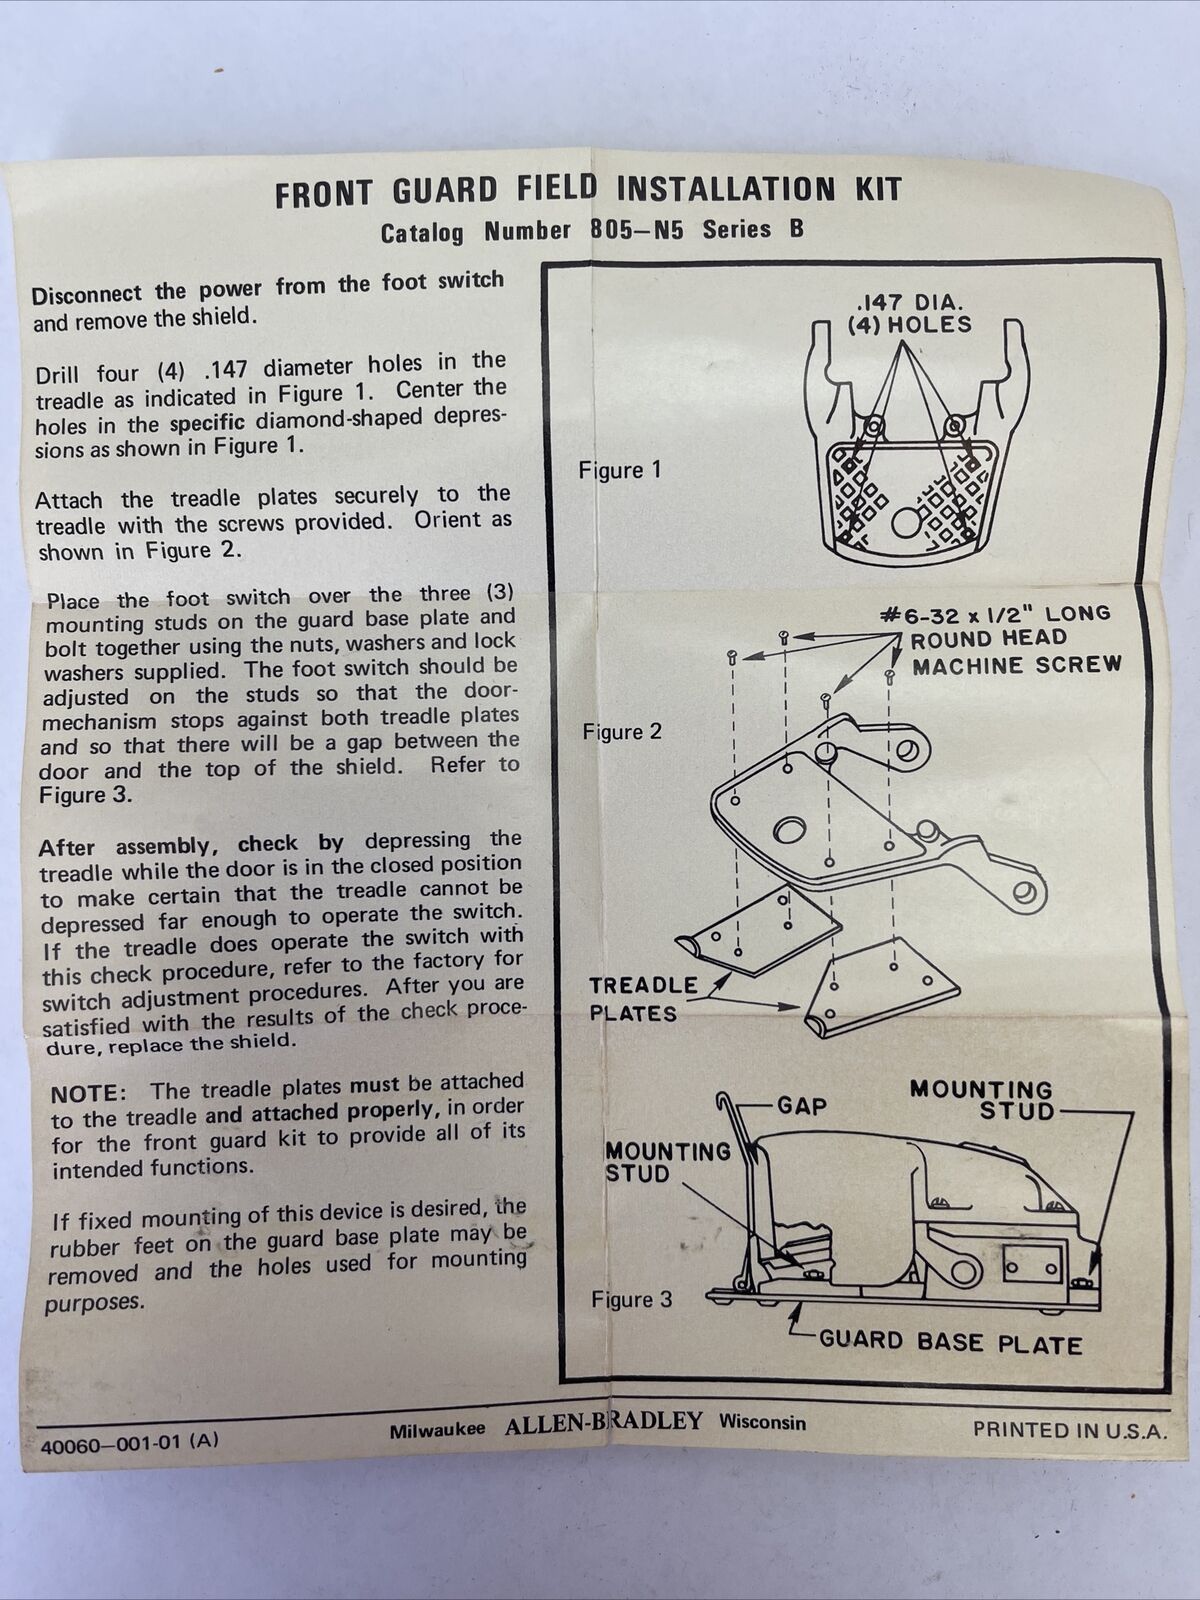 FRONT GUARD FIELD INSTALLATION KIT
Catalog Number 805—N5 Series B
Disconnect the power from the foot switch
and remove the shield.
Drill four (4) .147 diameter holes in the
treadle as indicated in Figure 1. Center the
holes in the specific diamond-shaped depres-
sions as shown in Figure 1.
Attach the treadle plates securely to the
treadle with the screws provided. Orient as
shown in Figure 2.
Place the foot switch over the three (3)
mounting studs on the guard base plate and
bolt together using the nuts, washers and lock
washers supplied. The foot switch should be
adjusted on the studs so that the door-
mechanism stops against both treadle plates
and so that there will be a gap between the
door and the top of the shield. Refer to
Figure 3.
After assembly, check by depressing the
treadle while the door is in the closed position
to make certain that the treadle cannot be
depressed far enough to operate the switch.
If the treadle does operate the switch with
this check procedure, refer to the factory for
switch adjustment procedures. After you are
satisfied with the results of the check proce-
dure, replace the shield.
NOTE: The treadle plates must be attached
to the treadle and attached properly, in order
for the front guard kit to provide all of its
intended functions.
If fixed mounting of this device is desired, the
rubber feet on the guard base plate may be
removed and the holes used for mounting
purposes.
.147 DIA.
(4) HOLES
Figure 1
#6-32 x 1/2" LONG
ROUND HEAD
MACHINE SCREW
Figure 2
TREADLE
PLATES
MOUNTING
STUD
GAP
MOUNTING
STUD
Figure 3
GUARD BASE PLATE
40060—001-01 (A)
Milwaukee ALLEN-BRADLEY Wisconsin
PRINTED IN U.S.A.